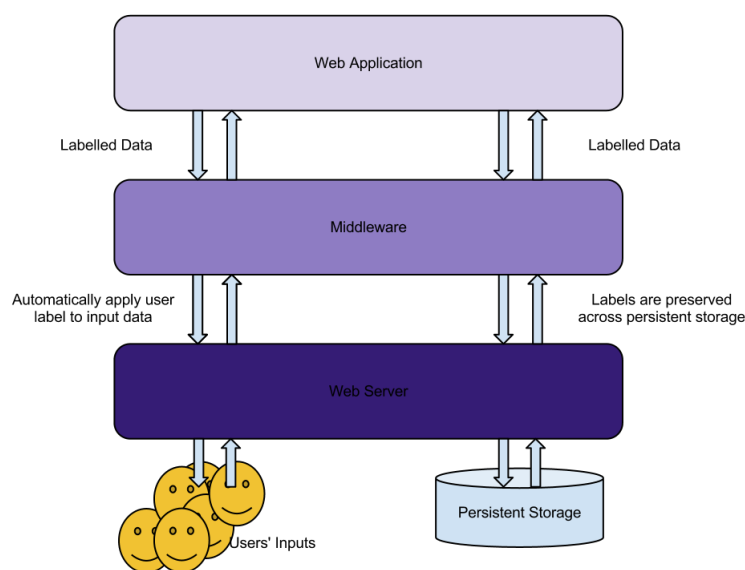 Web Application
Labelled Data
Labelled Data
Middleware
Automatically apply user
label to input data
Labels are preserved
across persistent storage
Web Server
Users' Inputs
Persistent Storage